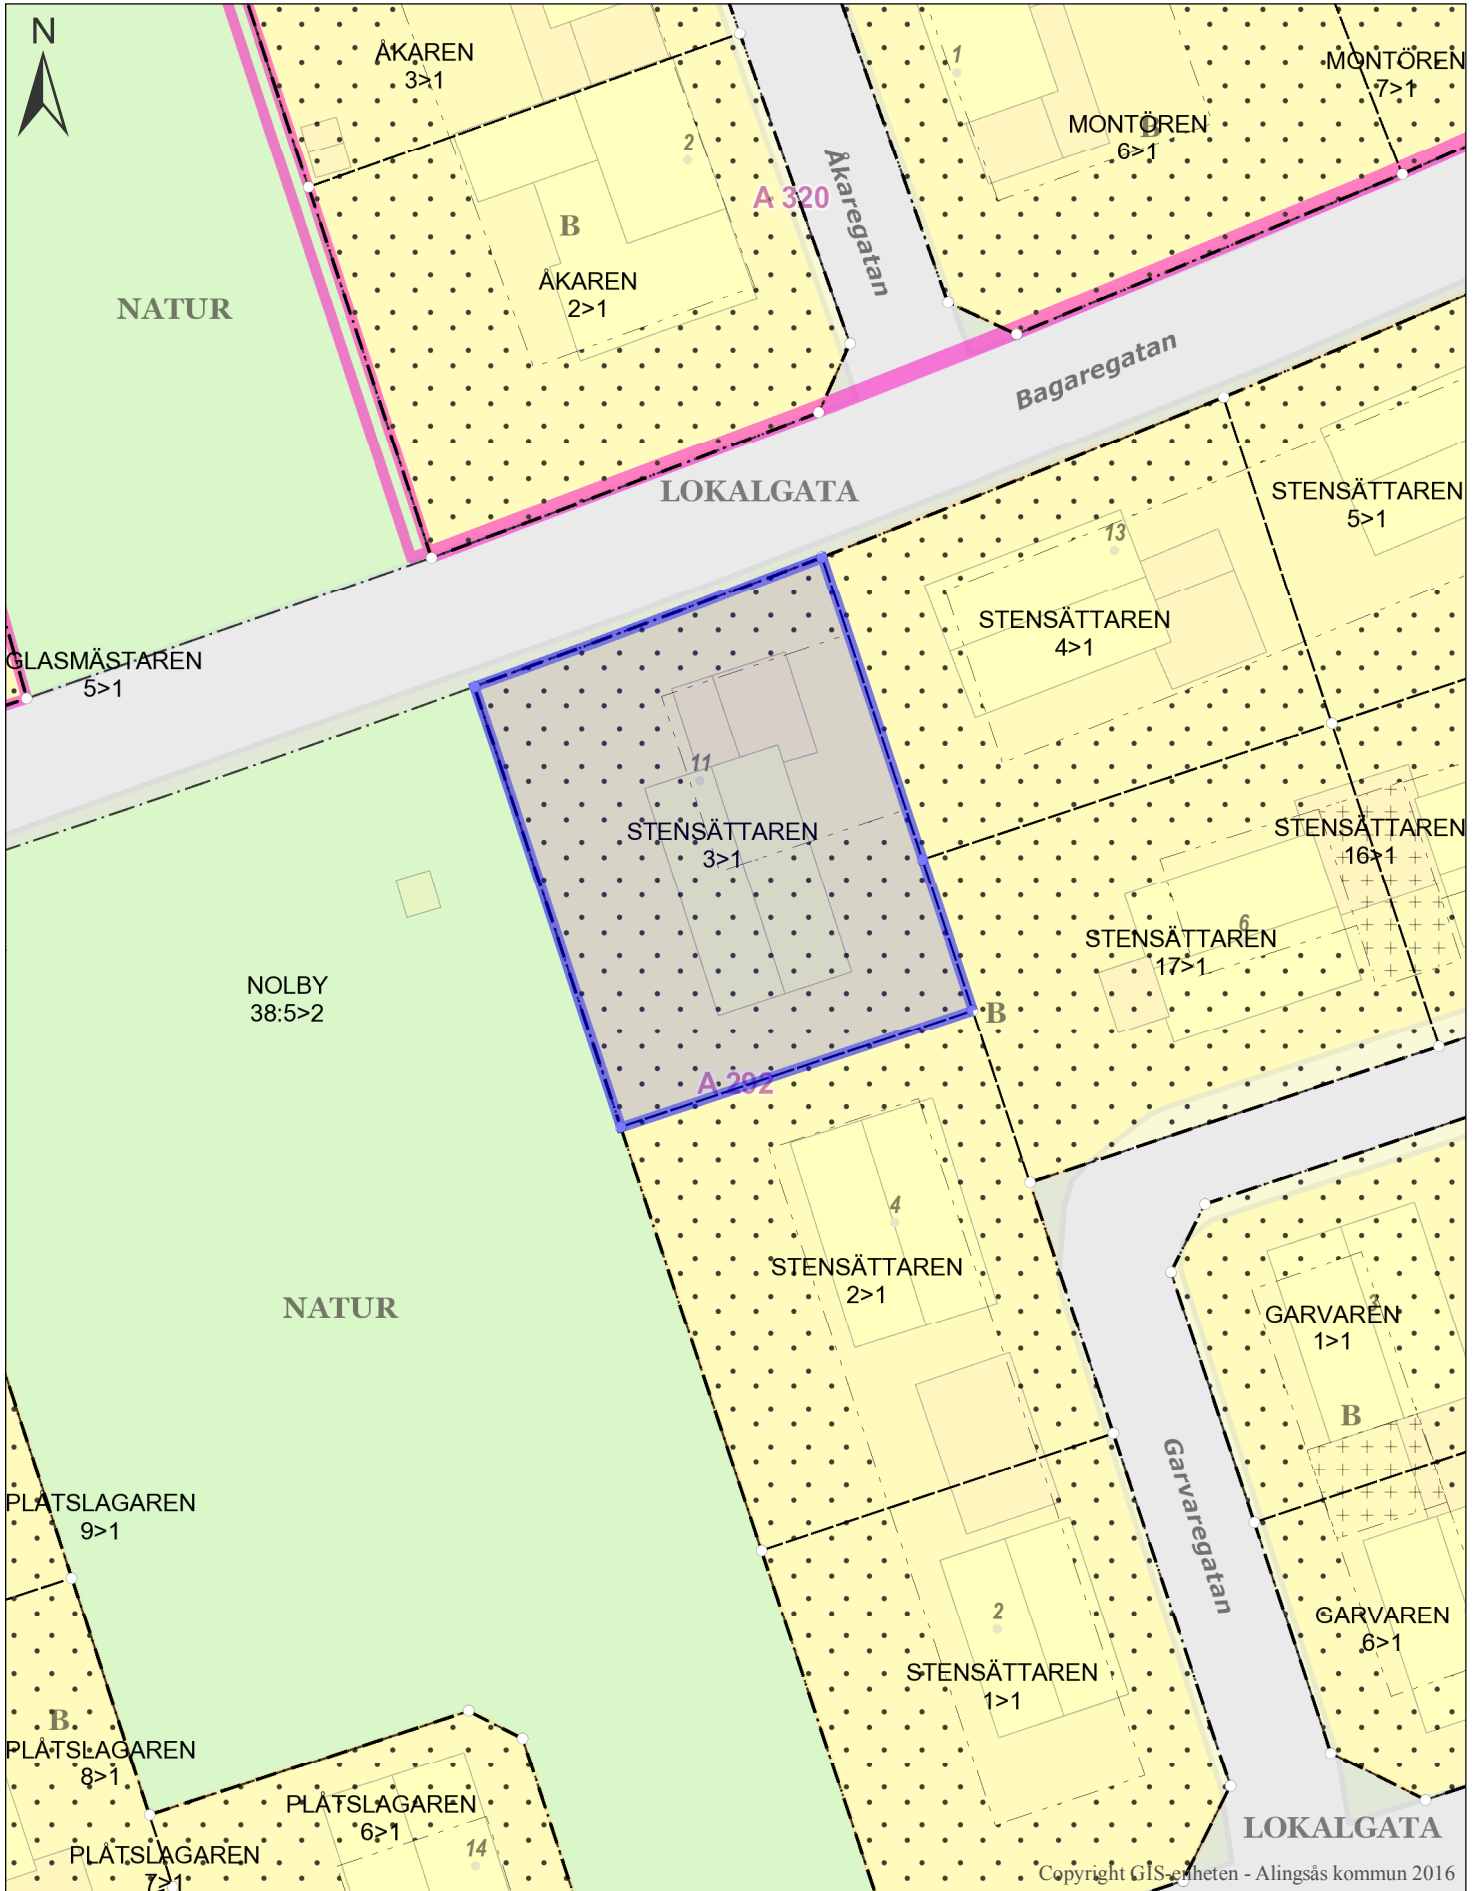 N
ÅKAREN
3>1
2
1
MONTÖREN
7>1
MONTÖREN
6>1
B
Åkaregatan
A 320
B
ÅKAREN
2>1
NATUR
Bagaregatan
LOKALGATA
STENSÄTTAREN
5>1
13
STENSÄTTAREN
4>1
GLASMÄSTAREN
5>1
11
STENSÄTTAREN
3>1
STENSÄTTAREN
16>1
6
STENSÄTTAREN
17>1
NOLBY
38:5>2
B
A 292
4
STENSÄTTAREN
2>1
NATUR
3
GARVAREN
1>1
B
PLÅTSLAGAREN
9>1
Garvaregatan
2
STENSÄTTAREN
1>1
GARVAREN
6>1
B
PLÅTSLAGAREN
8>1
PLÅTSLAGAREN
6>1
14
PLÅTSLAGAREN
7>1
LOKALGATA
Copyright GIS-enheten - Alingsås kommun 2016